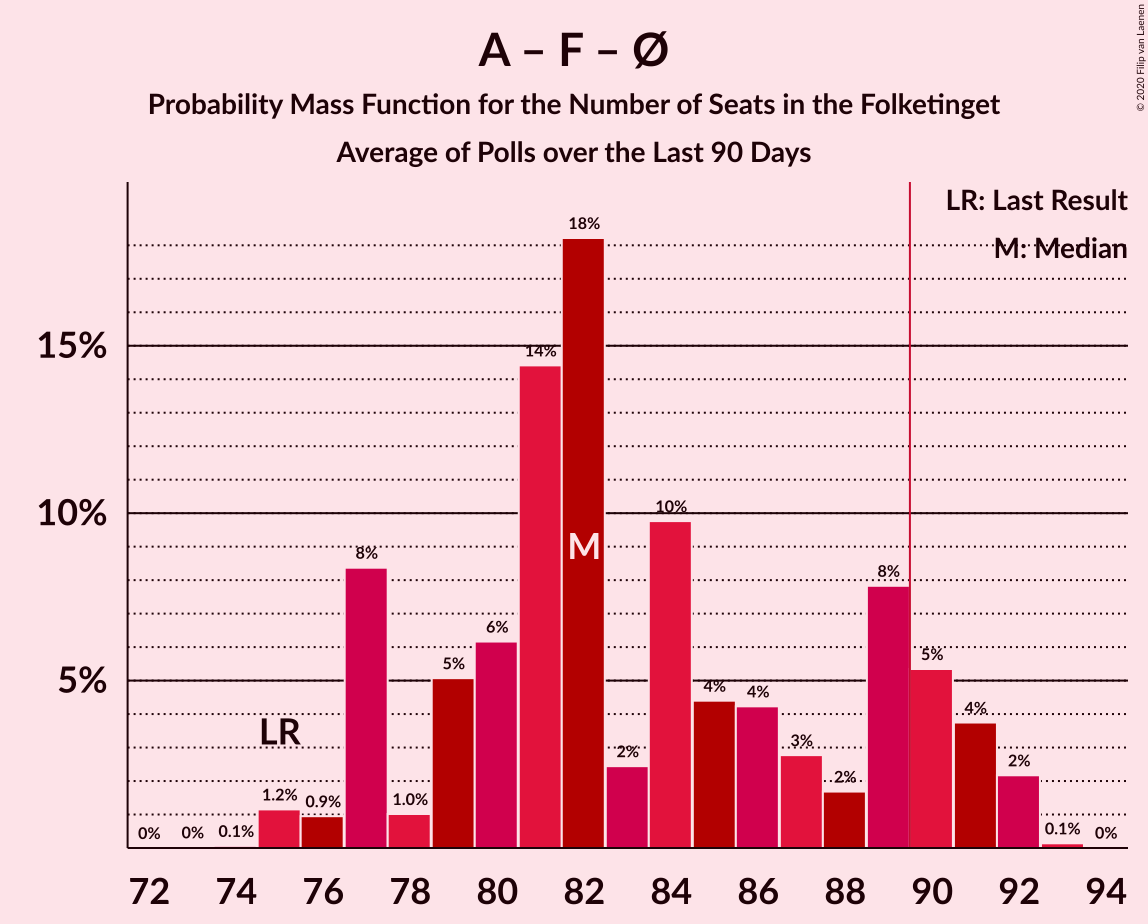 A – F – Ø
Probability Mass Function for the Number of Seats in the Folketinget
Average of Polls over the Last 90 Days
© 2020 Filip van Laenen
LR: Last Result
M: Median
15%
10%
5%
0%
0%
0.1%
1.2%
0.9%
8%
1.0%
5%
6%
14%
18%
2%
10%
4%
4%
3%
2%
8%
5%
4%
2%
0.1%
0%
LR
M
72 74 76 78 80 82 84 86 88 90 92 94